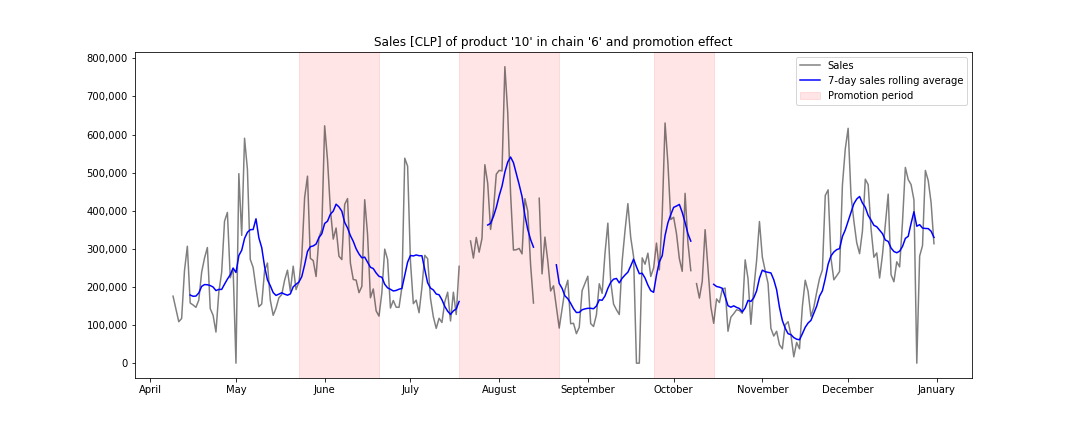 Sales [CLP] of product '10' in chain '6' and promotion effect
800,000
700,000
600,000
500,000
400,000
300,000
200,000
100,000
0
Sales
7-day sales rolling average
Promotion period
April May June July August September October November December January